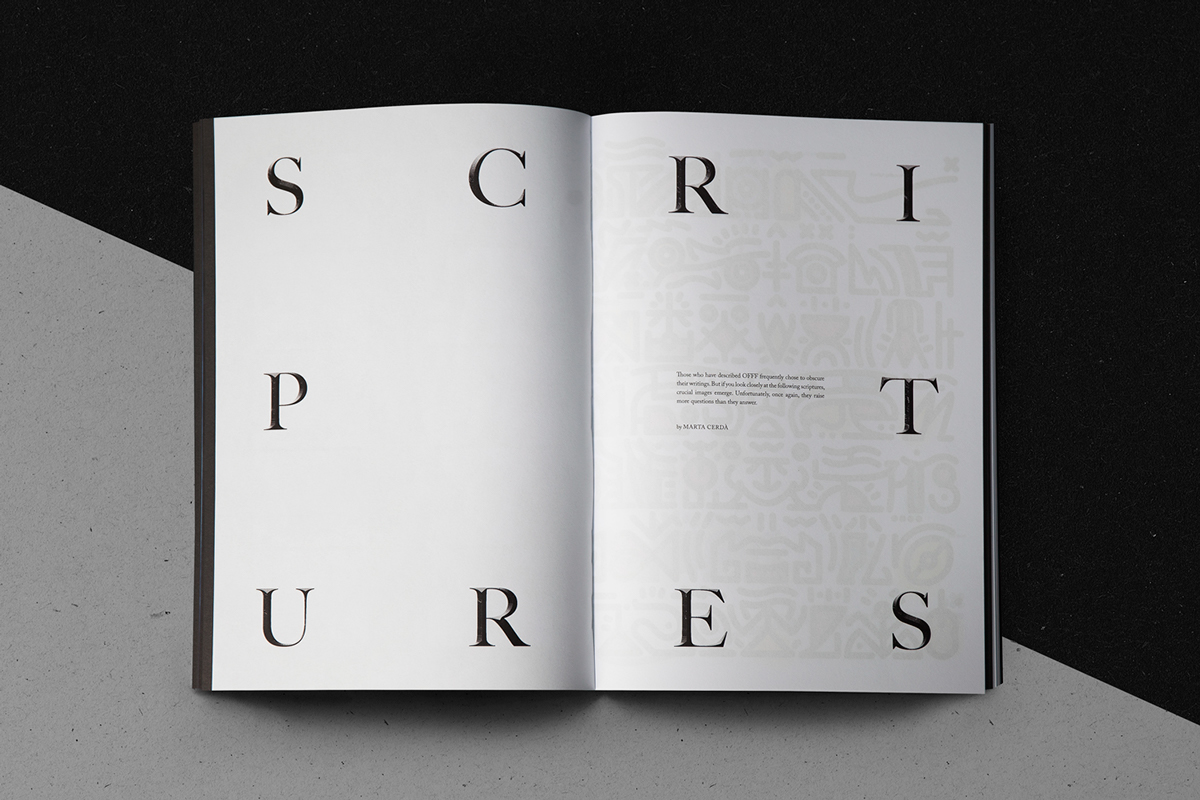 S C R I
P T
U R E S
Those who have described OFFF frequently chose to obscure
their writings. But if you look closely at the following scriptures,
crucial images emerge. Unfortunately, once again, they raise
more questions than they answer.
by MARTA CERDÀ